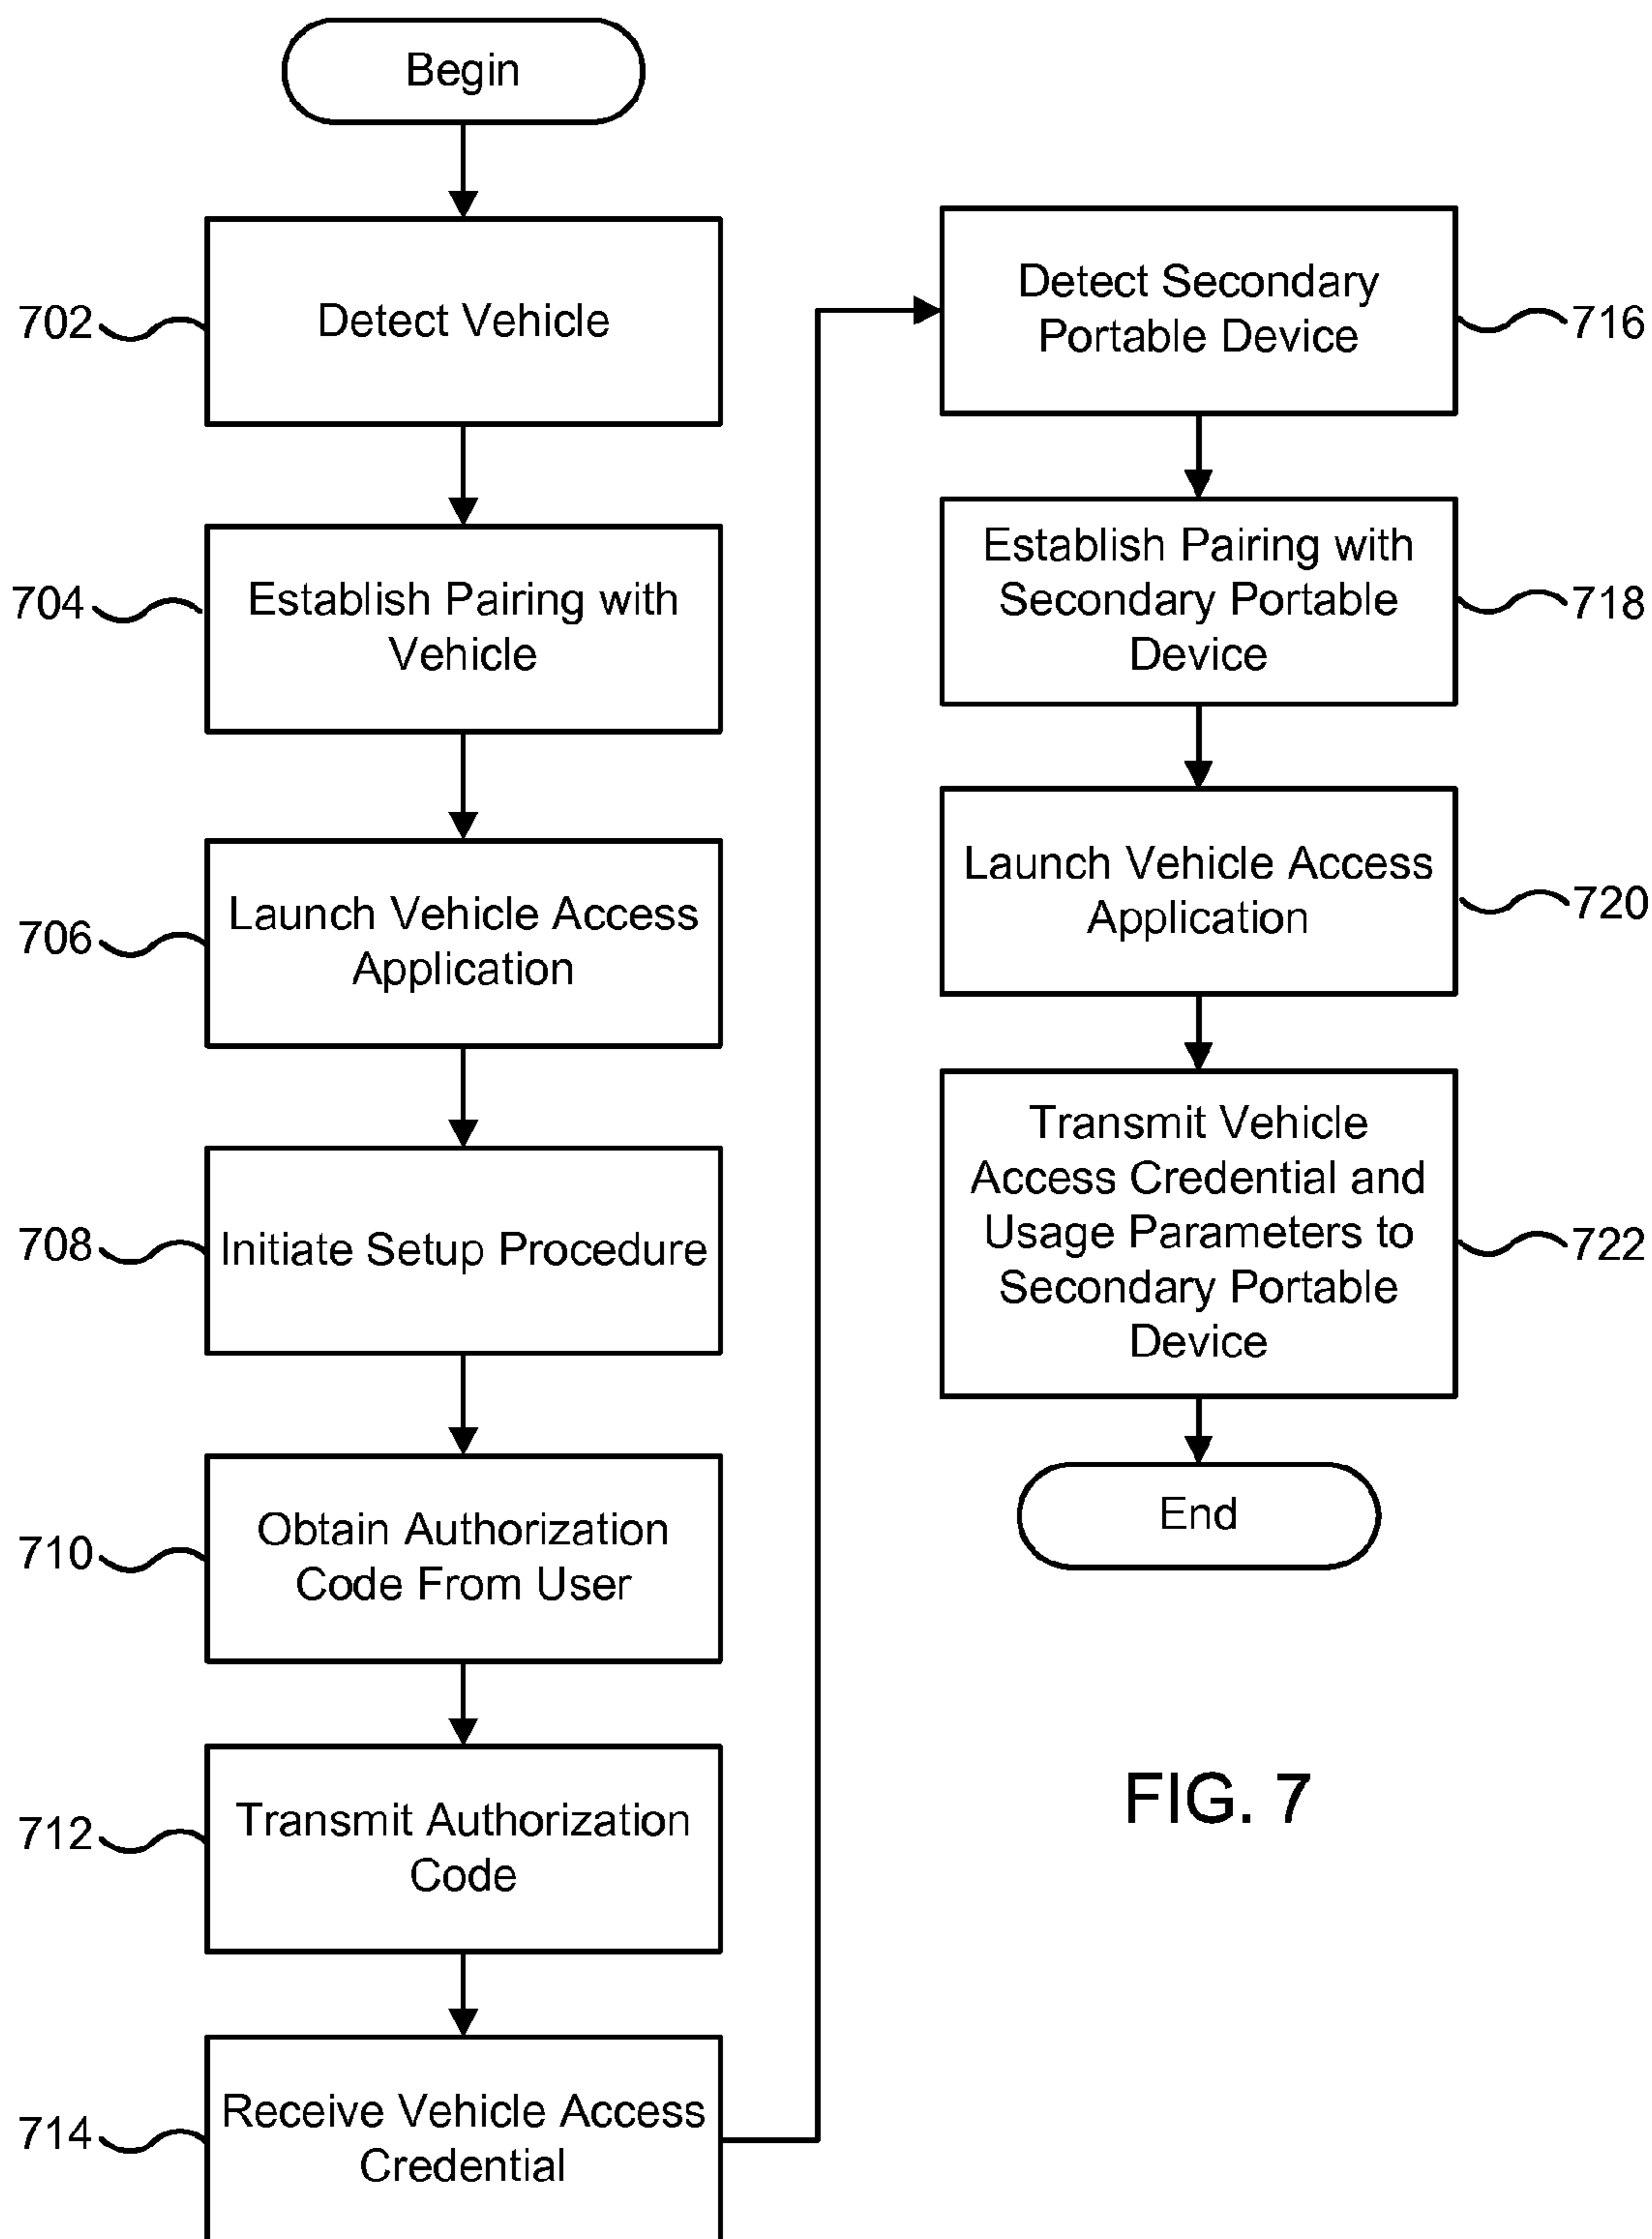 Begin
702
Detect Vehicle
704
Establish Pairing with
Vehicle
706
Launch Vehicle Access
Application
708
Initiate Setup Procedure
710
Obtain Authorization
Code From User
712
Transmit Authorization
Code
714
Receive Vehicle Access
Credential
Detect Secondary
Portable Device
716
Establish Pairing with
Secondary Portable
Device
718
Launch Vehicle Access
Application
720
Transmit Vehicle
Access Credential and
Usage Parameters to
Secondary Portable
Device
722
End
FIG. 7